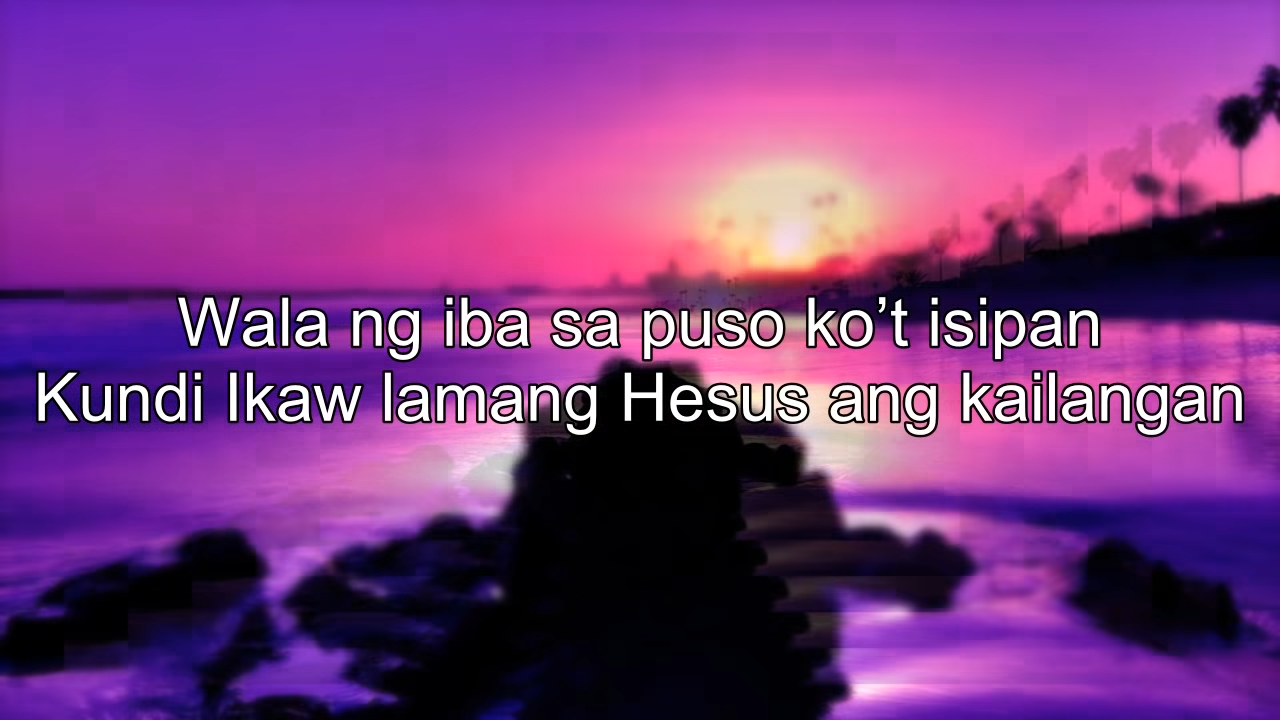 Wala ng iba sa puso ko’t isipan
Kundi Ikaw lamang Hesus ang kailangan